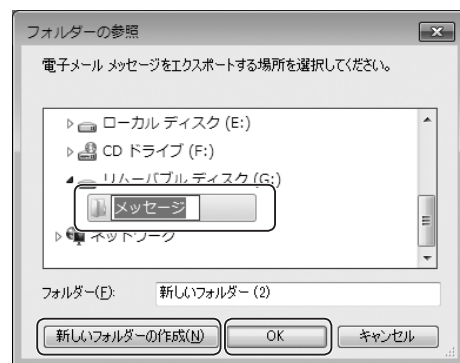 フォルダーの参照
電子メール メッセージをエクスポートする場所を選択してください。
ローカル ディスク (E:)
CD ドライブ (F:)
リムーバブル ディスク (G:)
メッセージ
ネットワーク
フォルダー(F): 新しいフォルダー (2)
新しいフォルダーの作成(N) OK キャンセル